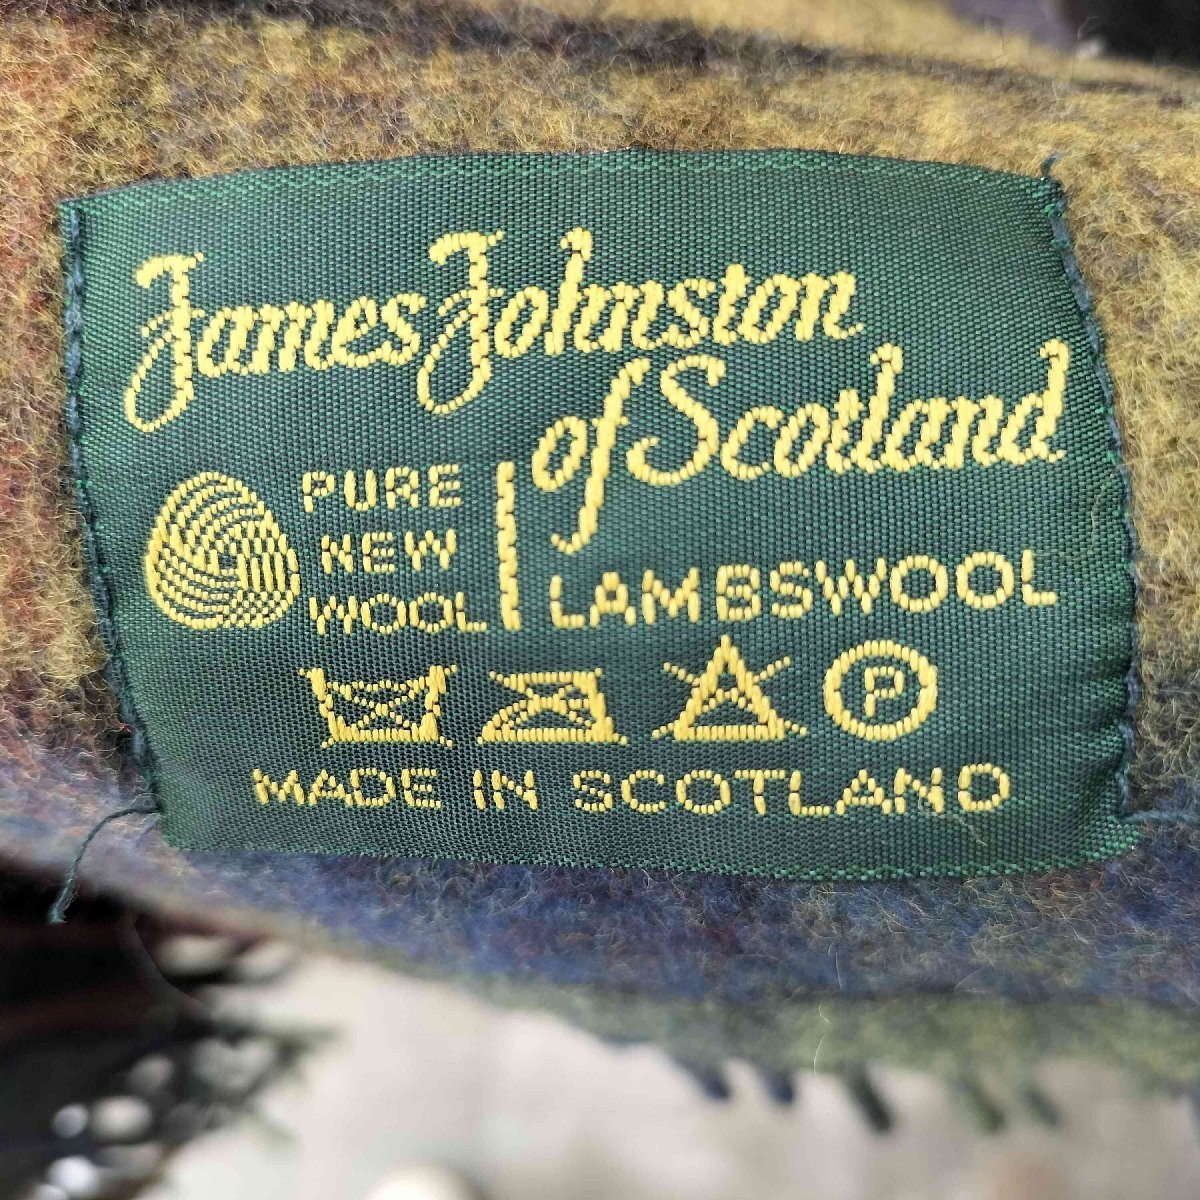 James Johnston
of Scotland
PURE
NEW
WOOL
LAMBSWOOL
P
MADE IN SCOTLAND